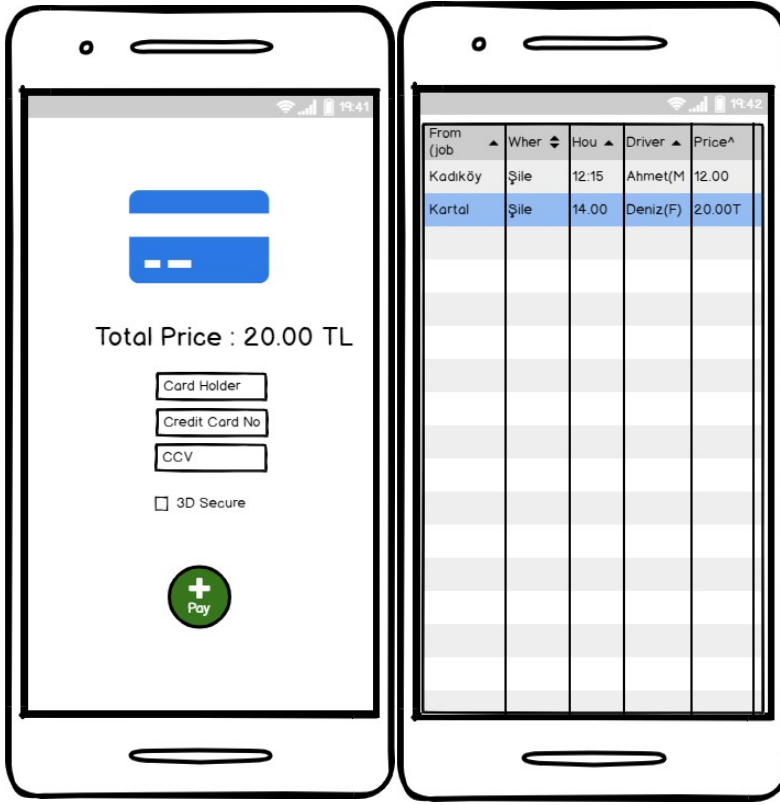 19:41
Total Price : 20.00 TL
Card Holder
Credit Card No
CCV
3D Secure
Pay
19:42
From (job Wher Hou Driver Price^
Kadıköy Şile 12:15 Ahmet(M 12.00
Kartal Şile 14.00 Deniz(F) 20.00T